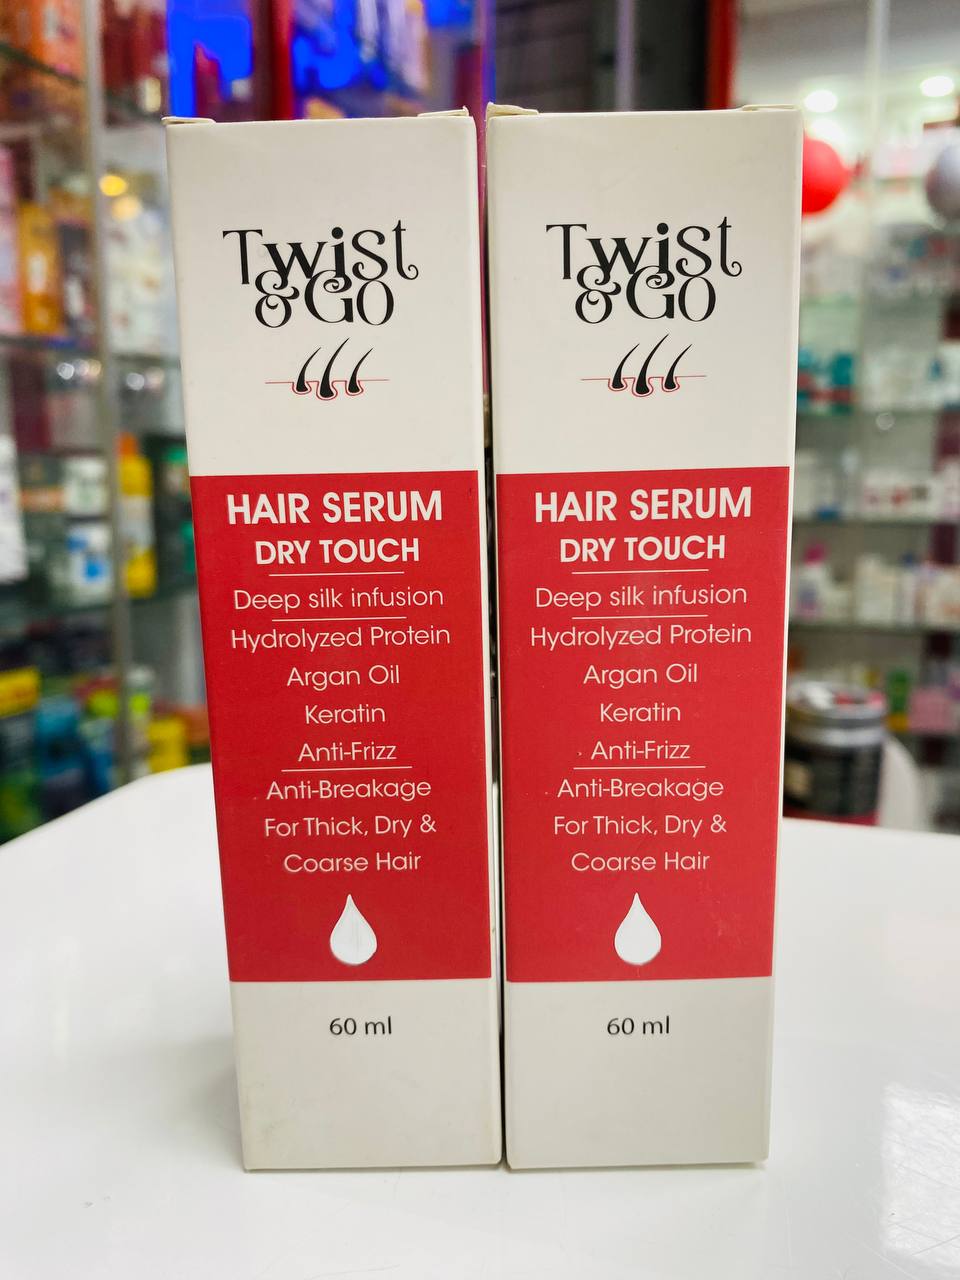 Twist
& Go
HAIR SERUM
DRY TOUCH
Deep silk infusion
Hydrolyzed Protein
Argan Oil
Keratin
Anti-Frizz
Anti-Breakage
For Thick, Dry &
Coarse Hair
60 ml
Twist
& Go
HAIR SERUM
DRY TOUCH
Deep silk infusion
Hydrolyzed Protein
Argan Oil
Keratin
Anti-Frizz
Anti-Breakage
For Thick, Dry &
Coarse Hair
60 ml